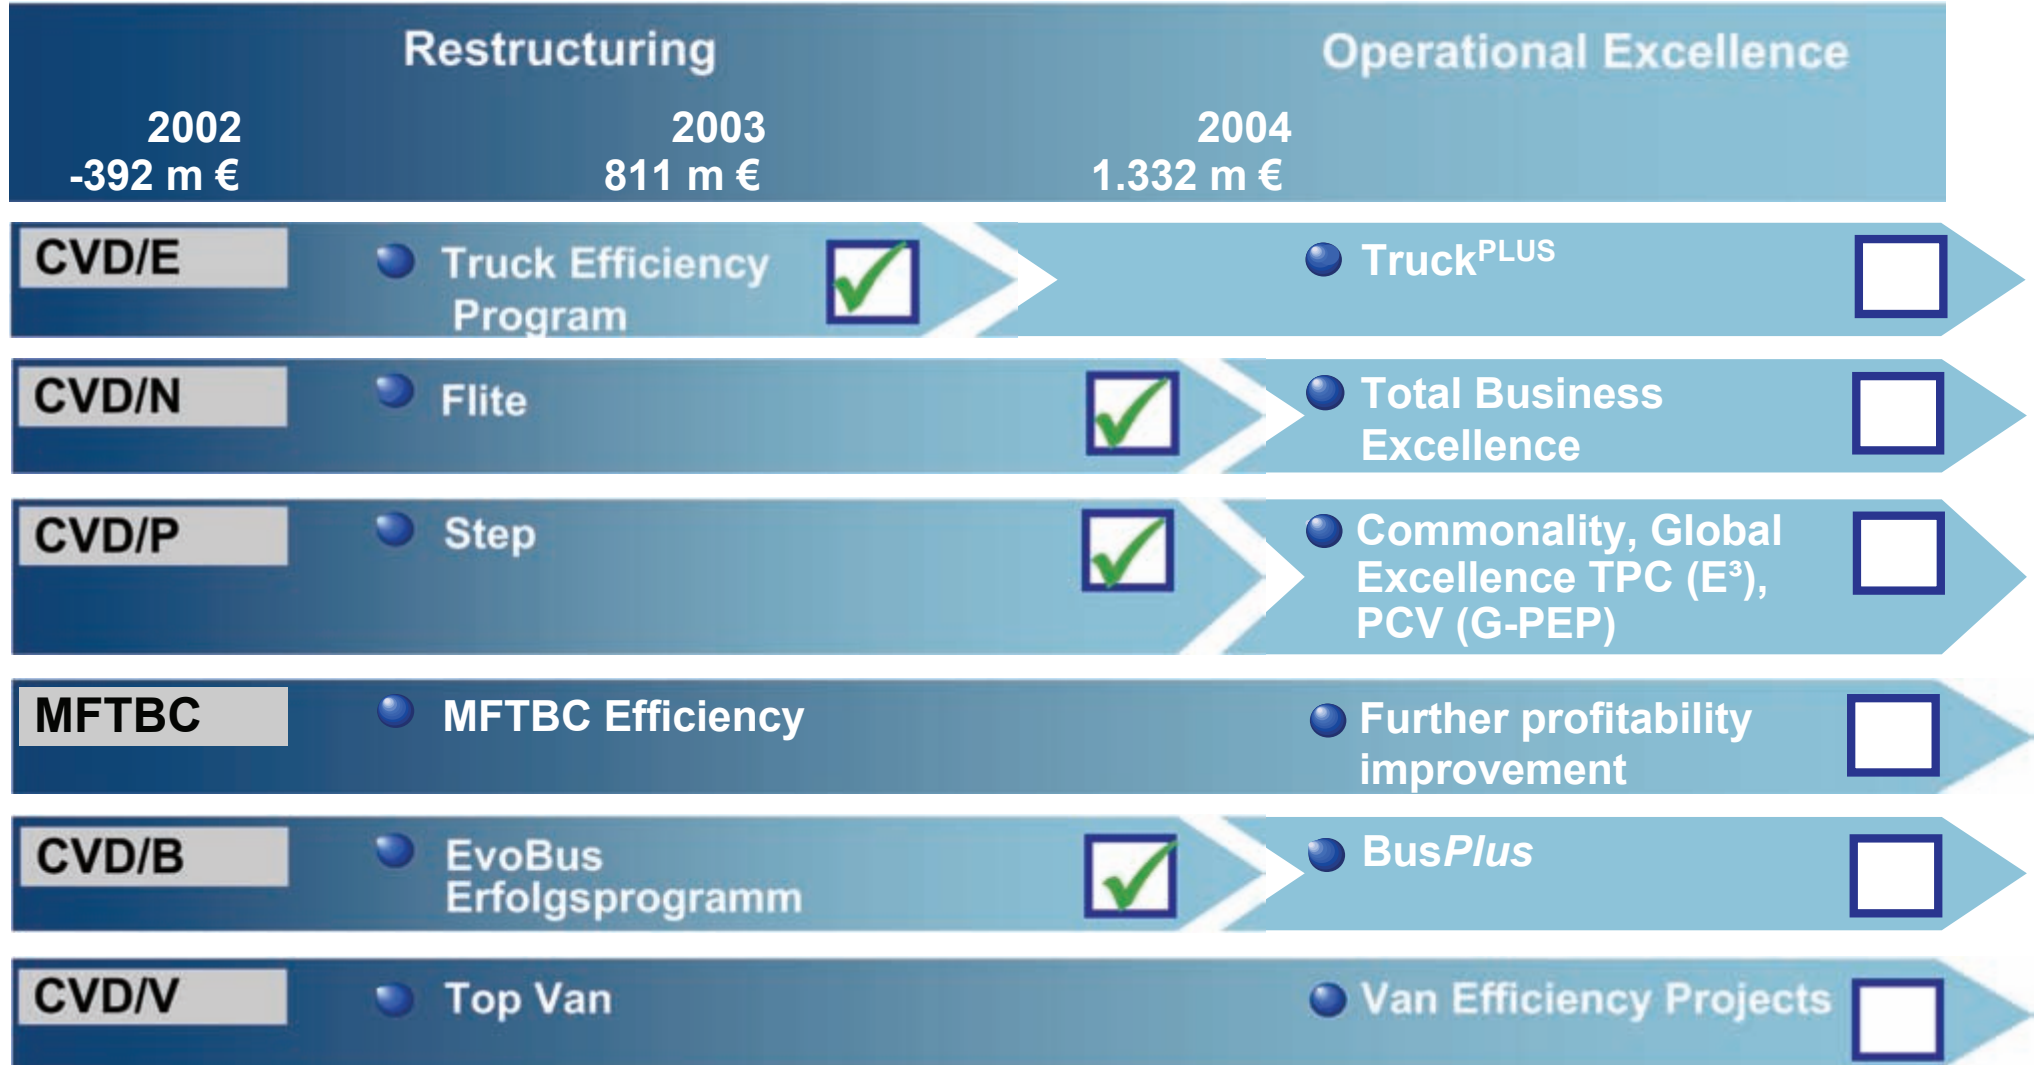 Restructuring
Operational Excellence
2002
2003
2004
-392 m €
811 m €
1.332 m €
CVD/E
Truck Efficiency
Program
TruckPLUS
CVD/N
Flite
Total Business
Excellence
CVD/P
Step
Commonality, Global
Excellence TPC (E³),
PCV (G-PEP)
MFTBC
MFTBC Efficiency
Further profitability
improvement
CVD/B
EvoBus
Erfolgsprogramm
BusPlus
CVD/V
Top Van
Van Efficiency Projects